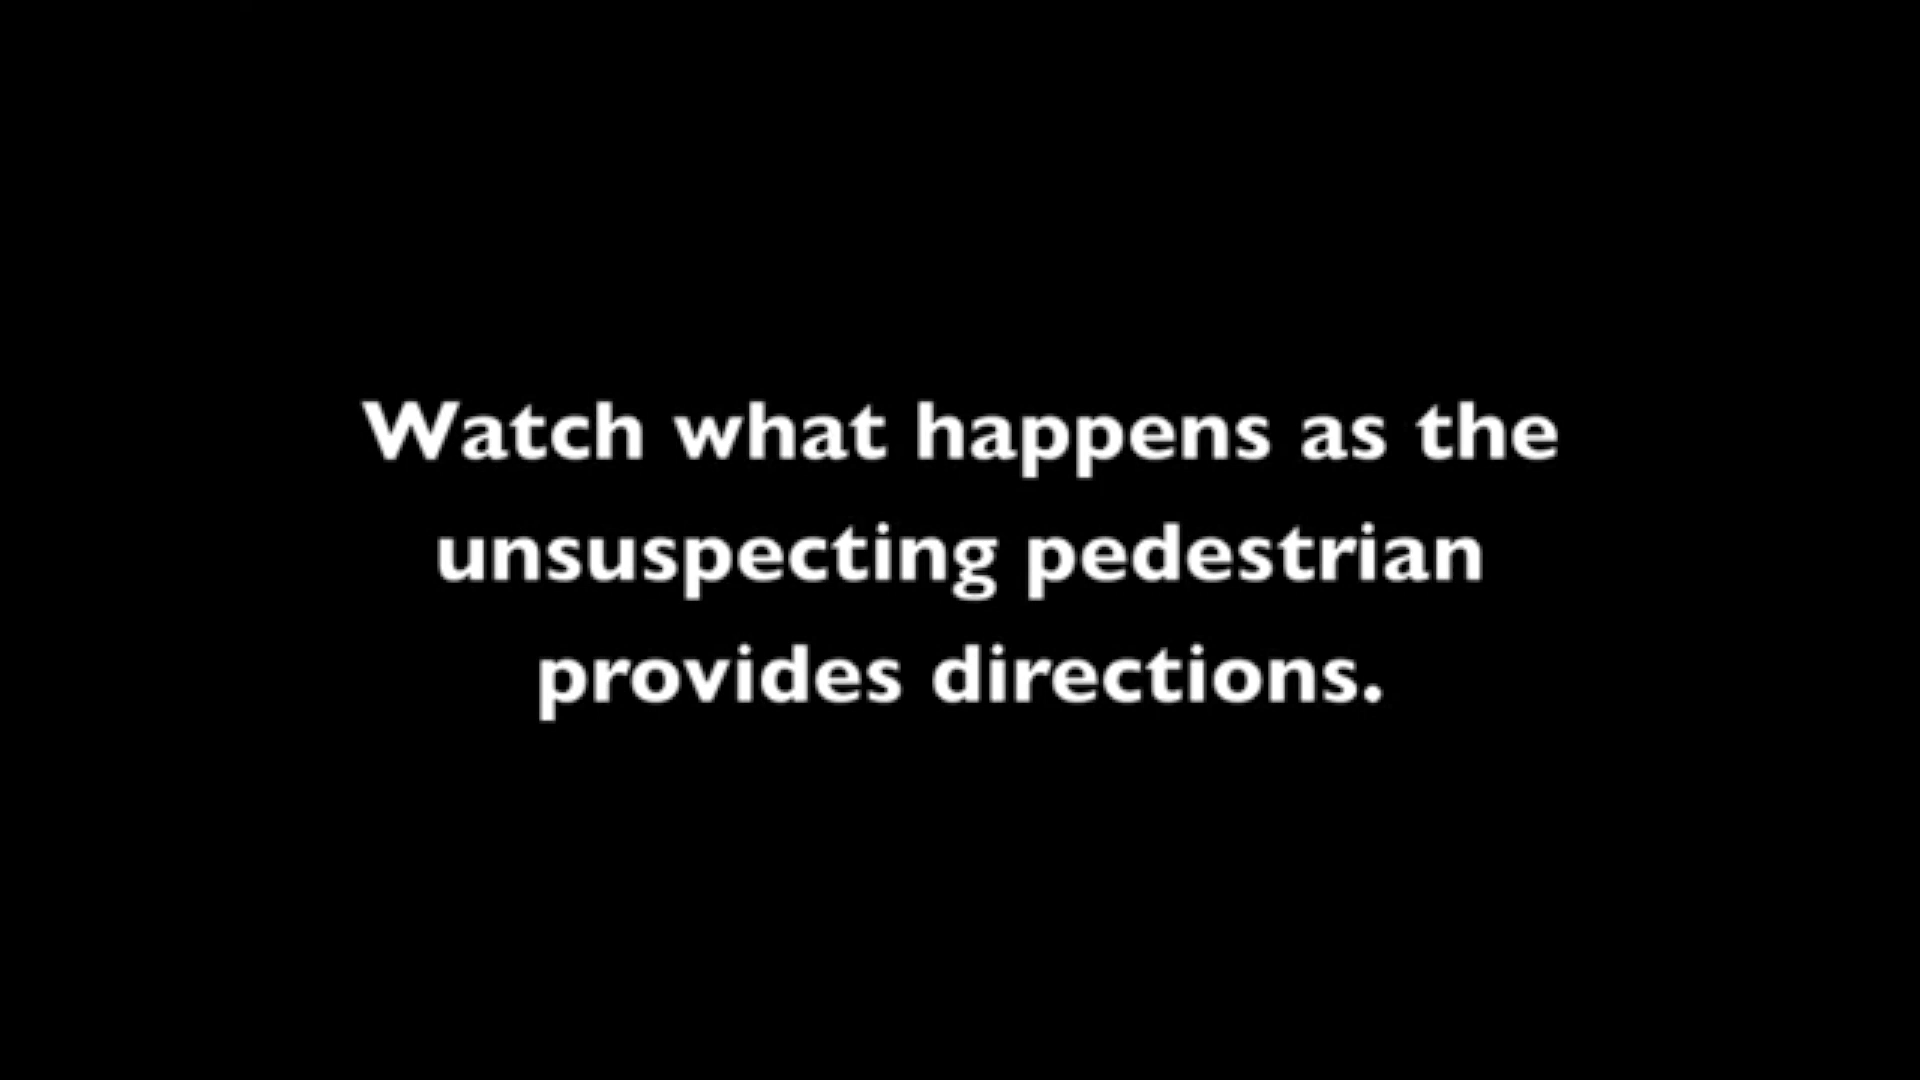 Watch what happens as the
unsuspecting pedestrian
provides directions.